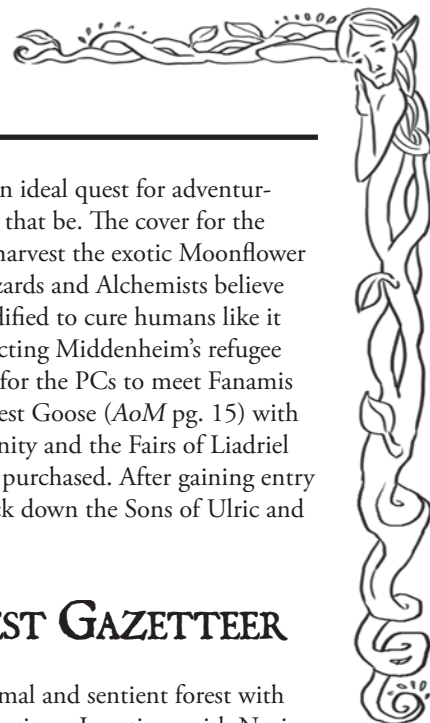 n ideal quest for adventur-
that be. The cover for the
harvest the exotic Moonflower
zards and Alchemists believe
dified to cure humans like it
cting Middenheim’s refugee
for the PCs to meet Fanamis
est Goose (AoM pg. 15) with
nity and the Fairs of Liadriel
purchased. After gaining entry
ck down the Sons of Ulric and
EST GAZETTEER
mal and sentient forest with